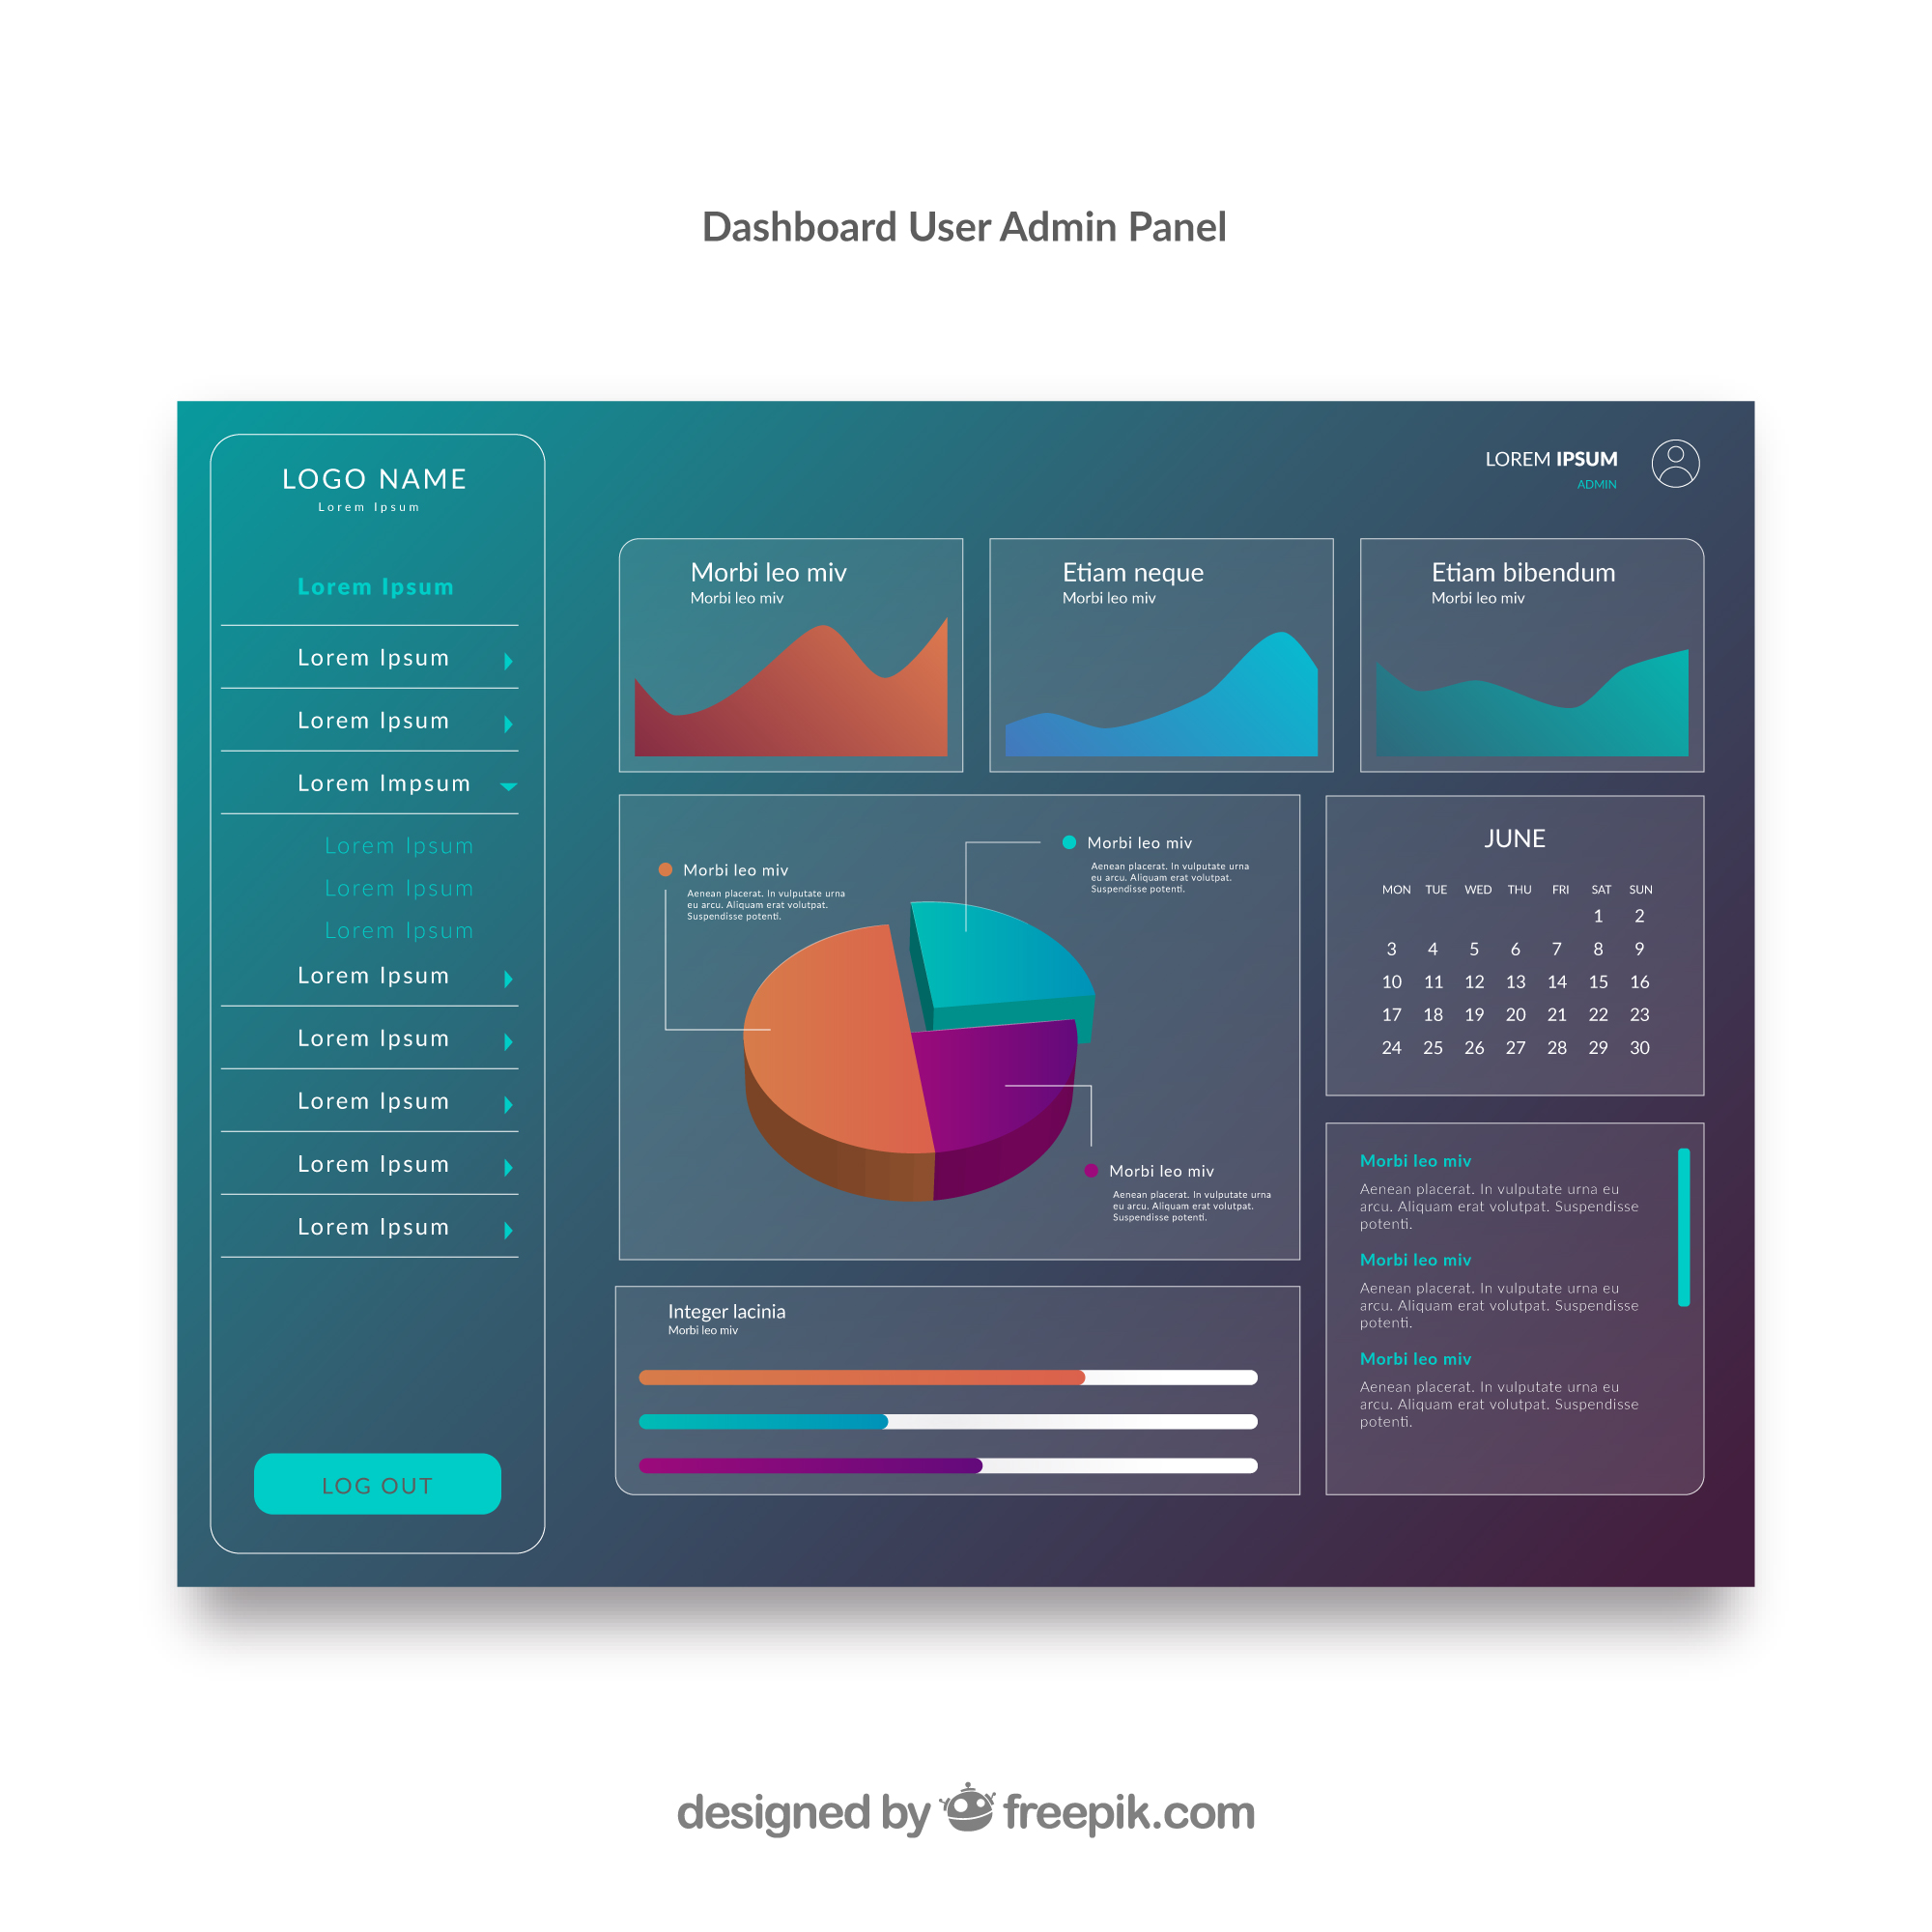 Dashboard User Admin Panel
LOGO NAME
Lorem Ipsum
Lorem Ipsum
Lorem Ipsum
Lorem Ipsum
Lorem Impsum
Lorem Ipsum
Lorem Ipsum
Lorem Ipsum
Lorem Ipsum
Lorem Ipsum
Lorem Ipsum
Lorem Ipsum
Lorem Ipsum
LOG OUT
LOREM IPSUM
ADMIN
Morbi leo miv
Morbi leo miv
Etiam neque
Morbi leo miv
Etiam bibendum
Morbi leo miv
Morbi leo miv
Aenean placerat. In vulputate urna
eu arcu. Aliquam erat volutpat.
Suspendisse potenti.
Morbi leo miv
Aenean placerat. In vulputate urna
eu arcu. Aliquam erat volutpat.
Suspendisse potenti.
Morbi leo miv
Aenean placerat. In vulputate urna
eu arcu. Aliquam erat volutpat.
Suspendisse potenti.
JUNE
MON TUE WED THU FRI SAT SUN
1 2
3 4 5 6 7 8 9
10 11 12 13 14 15 16
17 18 19 20 21 22 23
24 25 26 27 28 29 30
Integer lacinia
Morbi leo miv
Morbi leo miv
Aenean placerat. In vulputate urna eu
arcu. Aliquam erat volutpat. Suspendisse
potenti.
Morbi leo miv
Aenean placerat. In vulputate urna eu
arcu. Aliquam erat volutpat. Suspendisse
potenti.
Morbi leo miv
Aenean placerat. In vulputate urna eu
arcu. Aliquam erat volutpat. Suspendisse
potenti.
designed by freepik.com